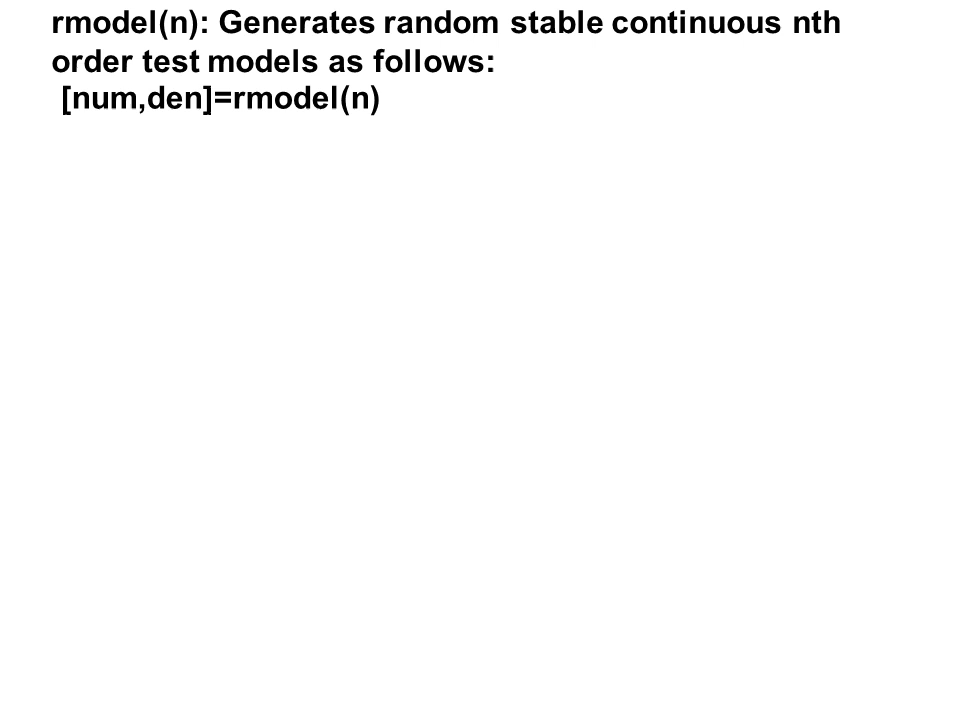 rmodel(n): Generates random stable continuous nth
order test models as follows:
[num,den]=rmodel(n)